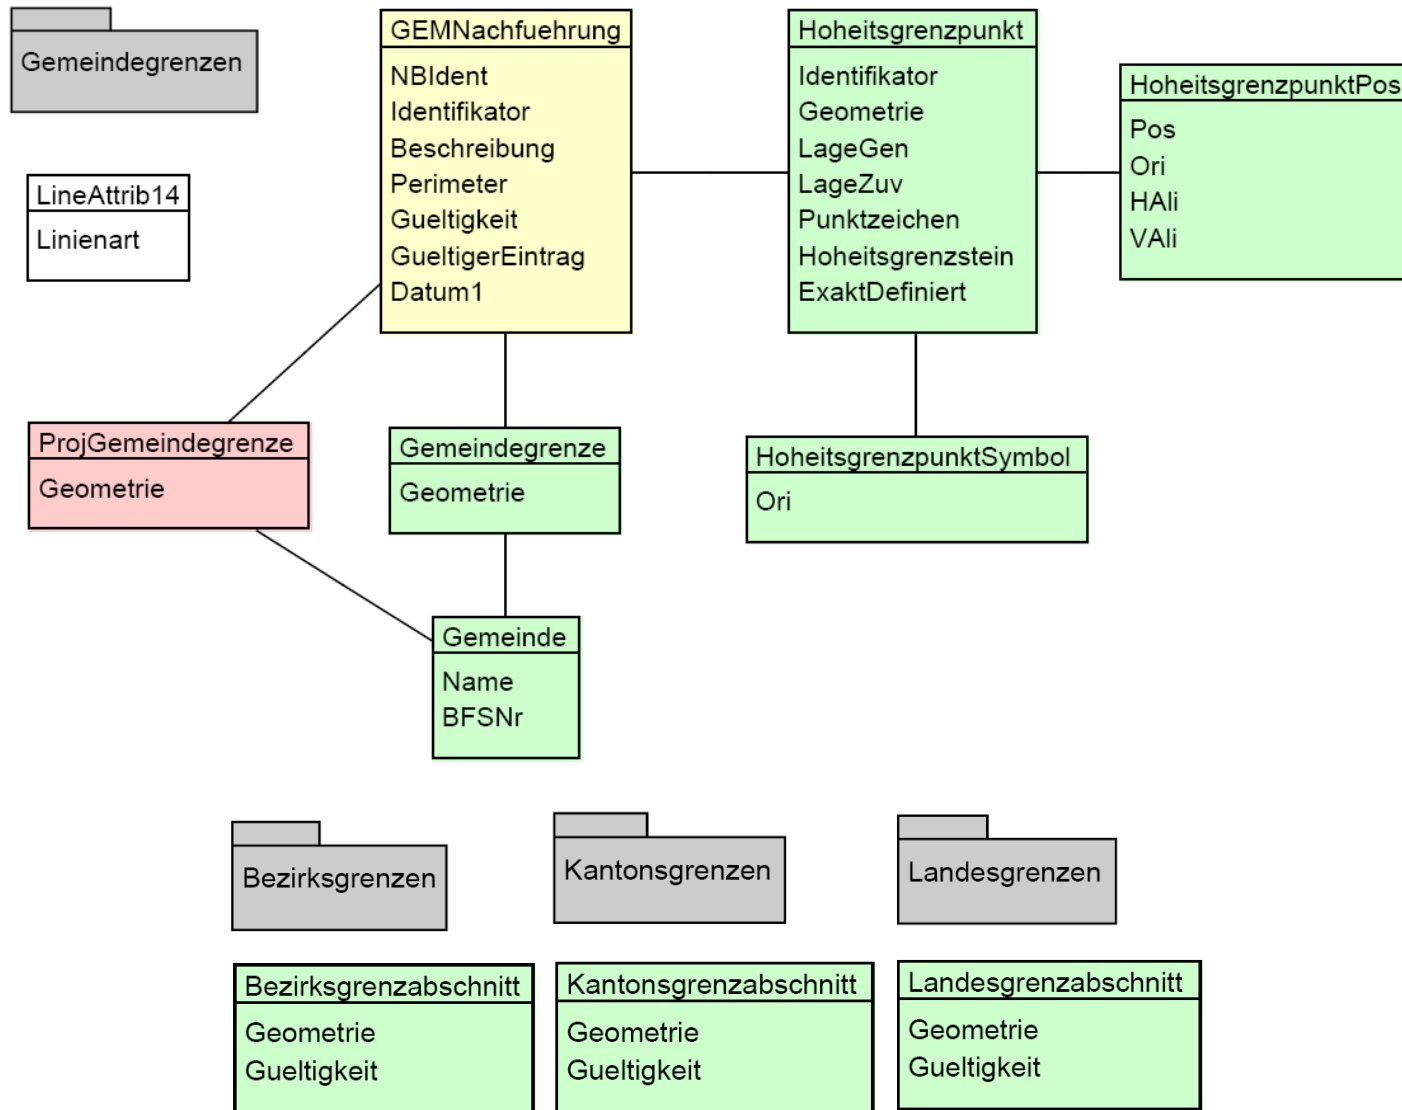 Gemeindegrenzen
LineAttrib14
Linienart
GEMNachfuehrung
NBIdent
Identifikator
Beschreibung
Perimeter
Gueltigkeit
GueltigerEintrag
Datum1
Hoheitsgrenzpunkt
Identifikator
Geometrie
LageGen
LageZuv
Punktzeichen
Hoheitsgrenzstein
ExaktDefiniert
HoheitsgrenzpunktPos
Pos
Ori
HAli
VAli
ProjGemeindegrenze
Geometrie
Gemeindegrenze
Geometrie
HoheitsgrenzpunktSymbol
Ori
Gemeinde
Name
BFSNr
Bezirksgrenzen
Kantonsgrenzen
Landesgrenzen
Bezirksgrenzabschnitt
Geometrie
Gueltigkeit
Kantonsgrenzabschnitt
Geometrie
Gueltigkeit
Landesgrenzabschnitt
Geometrie
Gueltigkeit